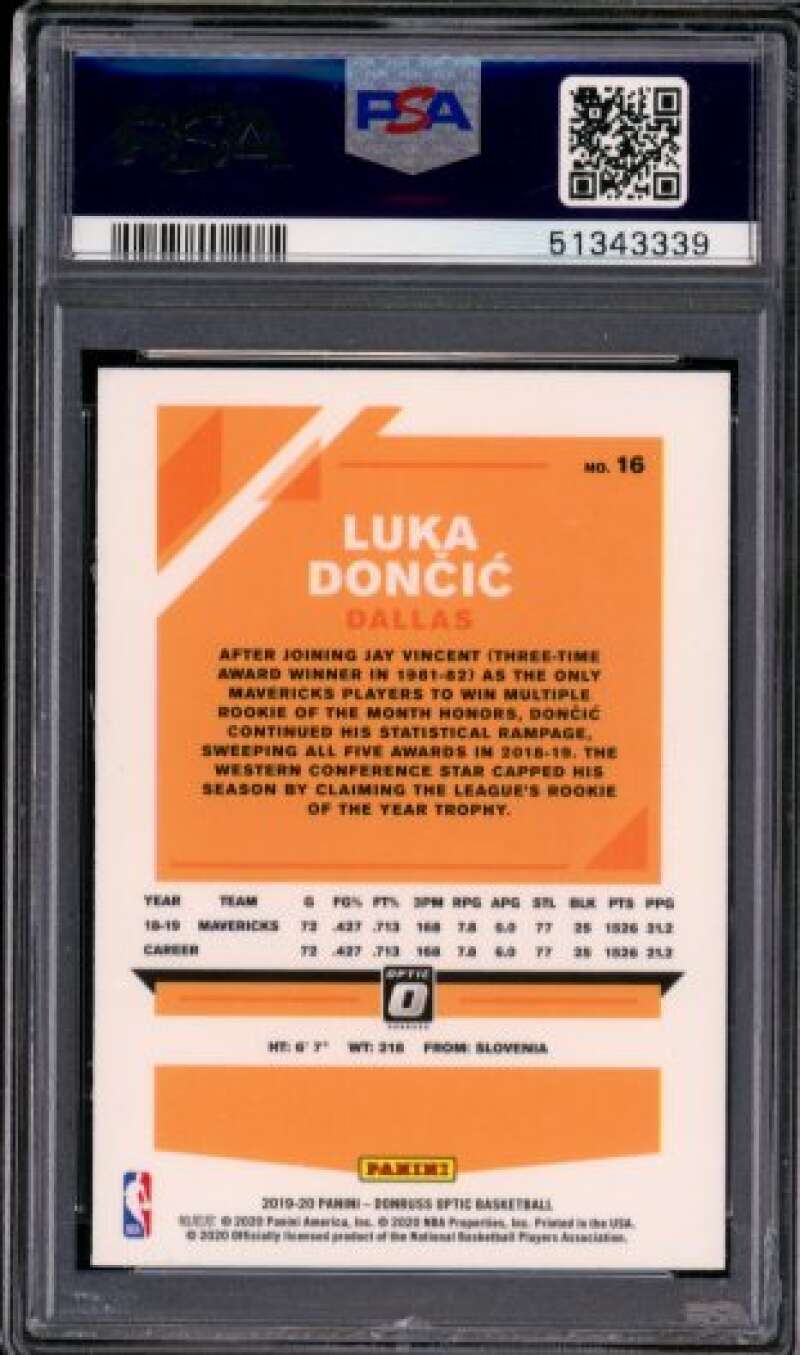 PSA
51343339
NO. 16
LUKA
DONČIĆ
DALLAS
AFTER JOINING JAY VINCENT (THREE-TIME
AWARD WINNER IN 1981-82) AS THE ONLY
MAVERICKS PLAYERS TO WIN MULTIPLE
ROOKIE OF THE MONTH HONORS, DONČIĆ
CONTINUED HIS STATISTICAL RAMPAGE,
SWEEPING ALL FIVE AWARDS IN 2018-19. THE
WESTERN CONFERENCE STAR CAPPED HIS
SEASON BY CLAIMING THE LEAGUE'S ROOKIE
OF THE YEAR TROPHY.
YEAR TEAM G FG% FT% 3PM RPG APG STL BLK PTS PPG
18-19 MAVERICKS 72 .427 .713 168 7.8 6.0 77 25 1526 21.2
CAREER 72 .427 .713 168 7.8 6.0 77 25 1526 21.2
OPTIC
O
DONRUSS
HT: 6' 7" WT: 218 FROM: SLOVENIA
PANINI
2019-20 PANINI – DONRUSS OPTIC BASKETBALL
© 2020 Panini America, Inc. © 2020 NBA Properties, Inc. Printed in the USA.
© 2020 Officially licensed product of the National Basketball Players Association.